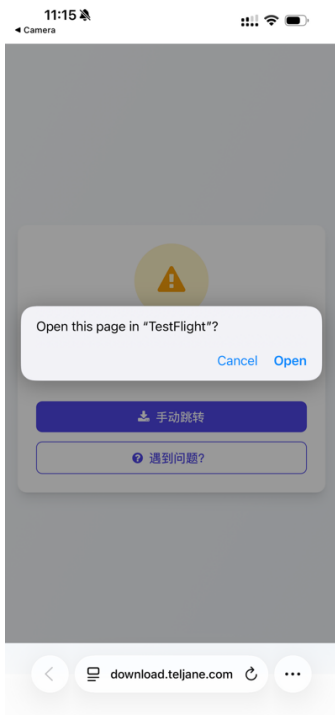 11:15
◀ Camera
Open this page in “TestFlight”?
Cancel Open
手动跳转
遇到问题?
download.teljane.com